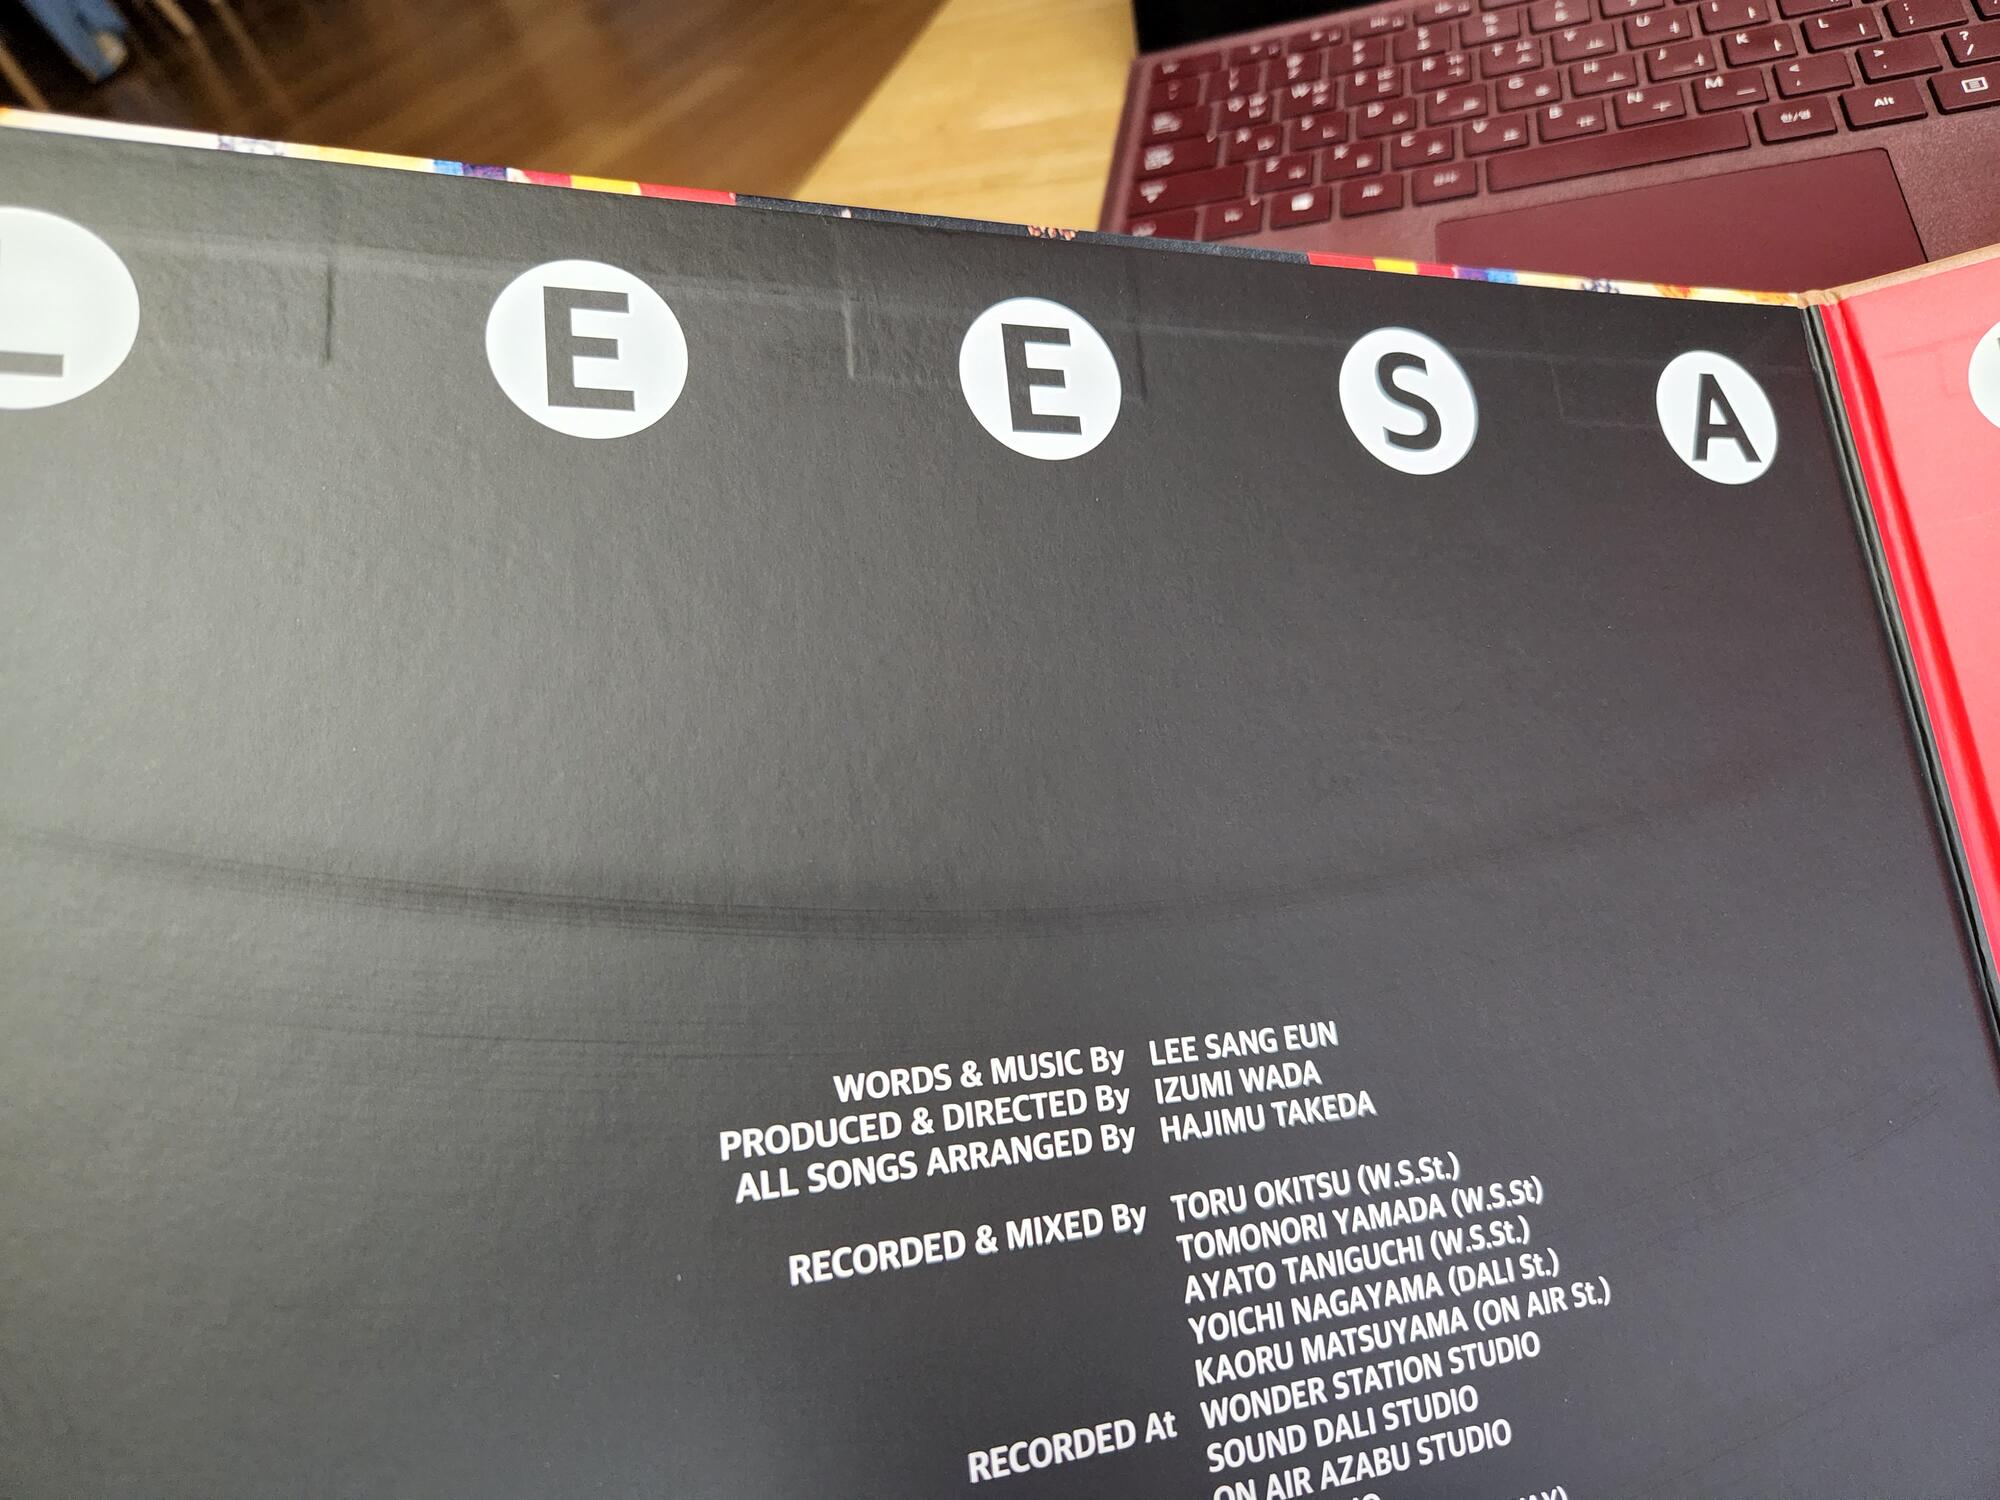 L E E S A
WORDS & MUSIC By LEE SANG EUN
PRODUCED & DIRECTED By IZUMI WADA
ALL SONGS ARRANGED By HAJIMU TAKEDA
RECORDED & MIXED By TORU OKITSU (W.S.St.)
TOMONORI YAMADA (W.S.St)
AYATO TANIGUCHI (W.S.St.)
YOICHI NAGAYAMA (DALI St.)
KAORU MATSUYAMA (ON AIR St.)
RECORDED At WONDER STATION STUDIO
SOUND DALI STUDIO
ON AIR AZABU STUDIO